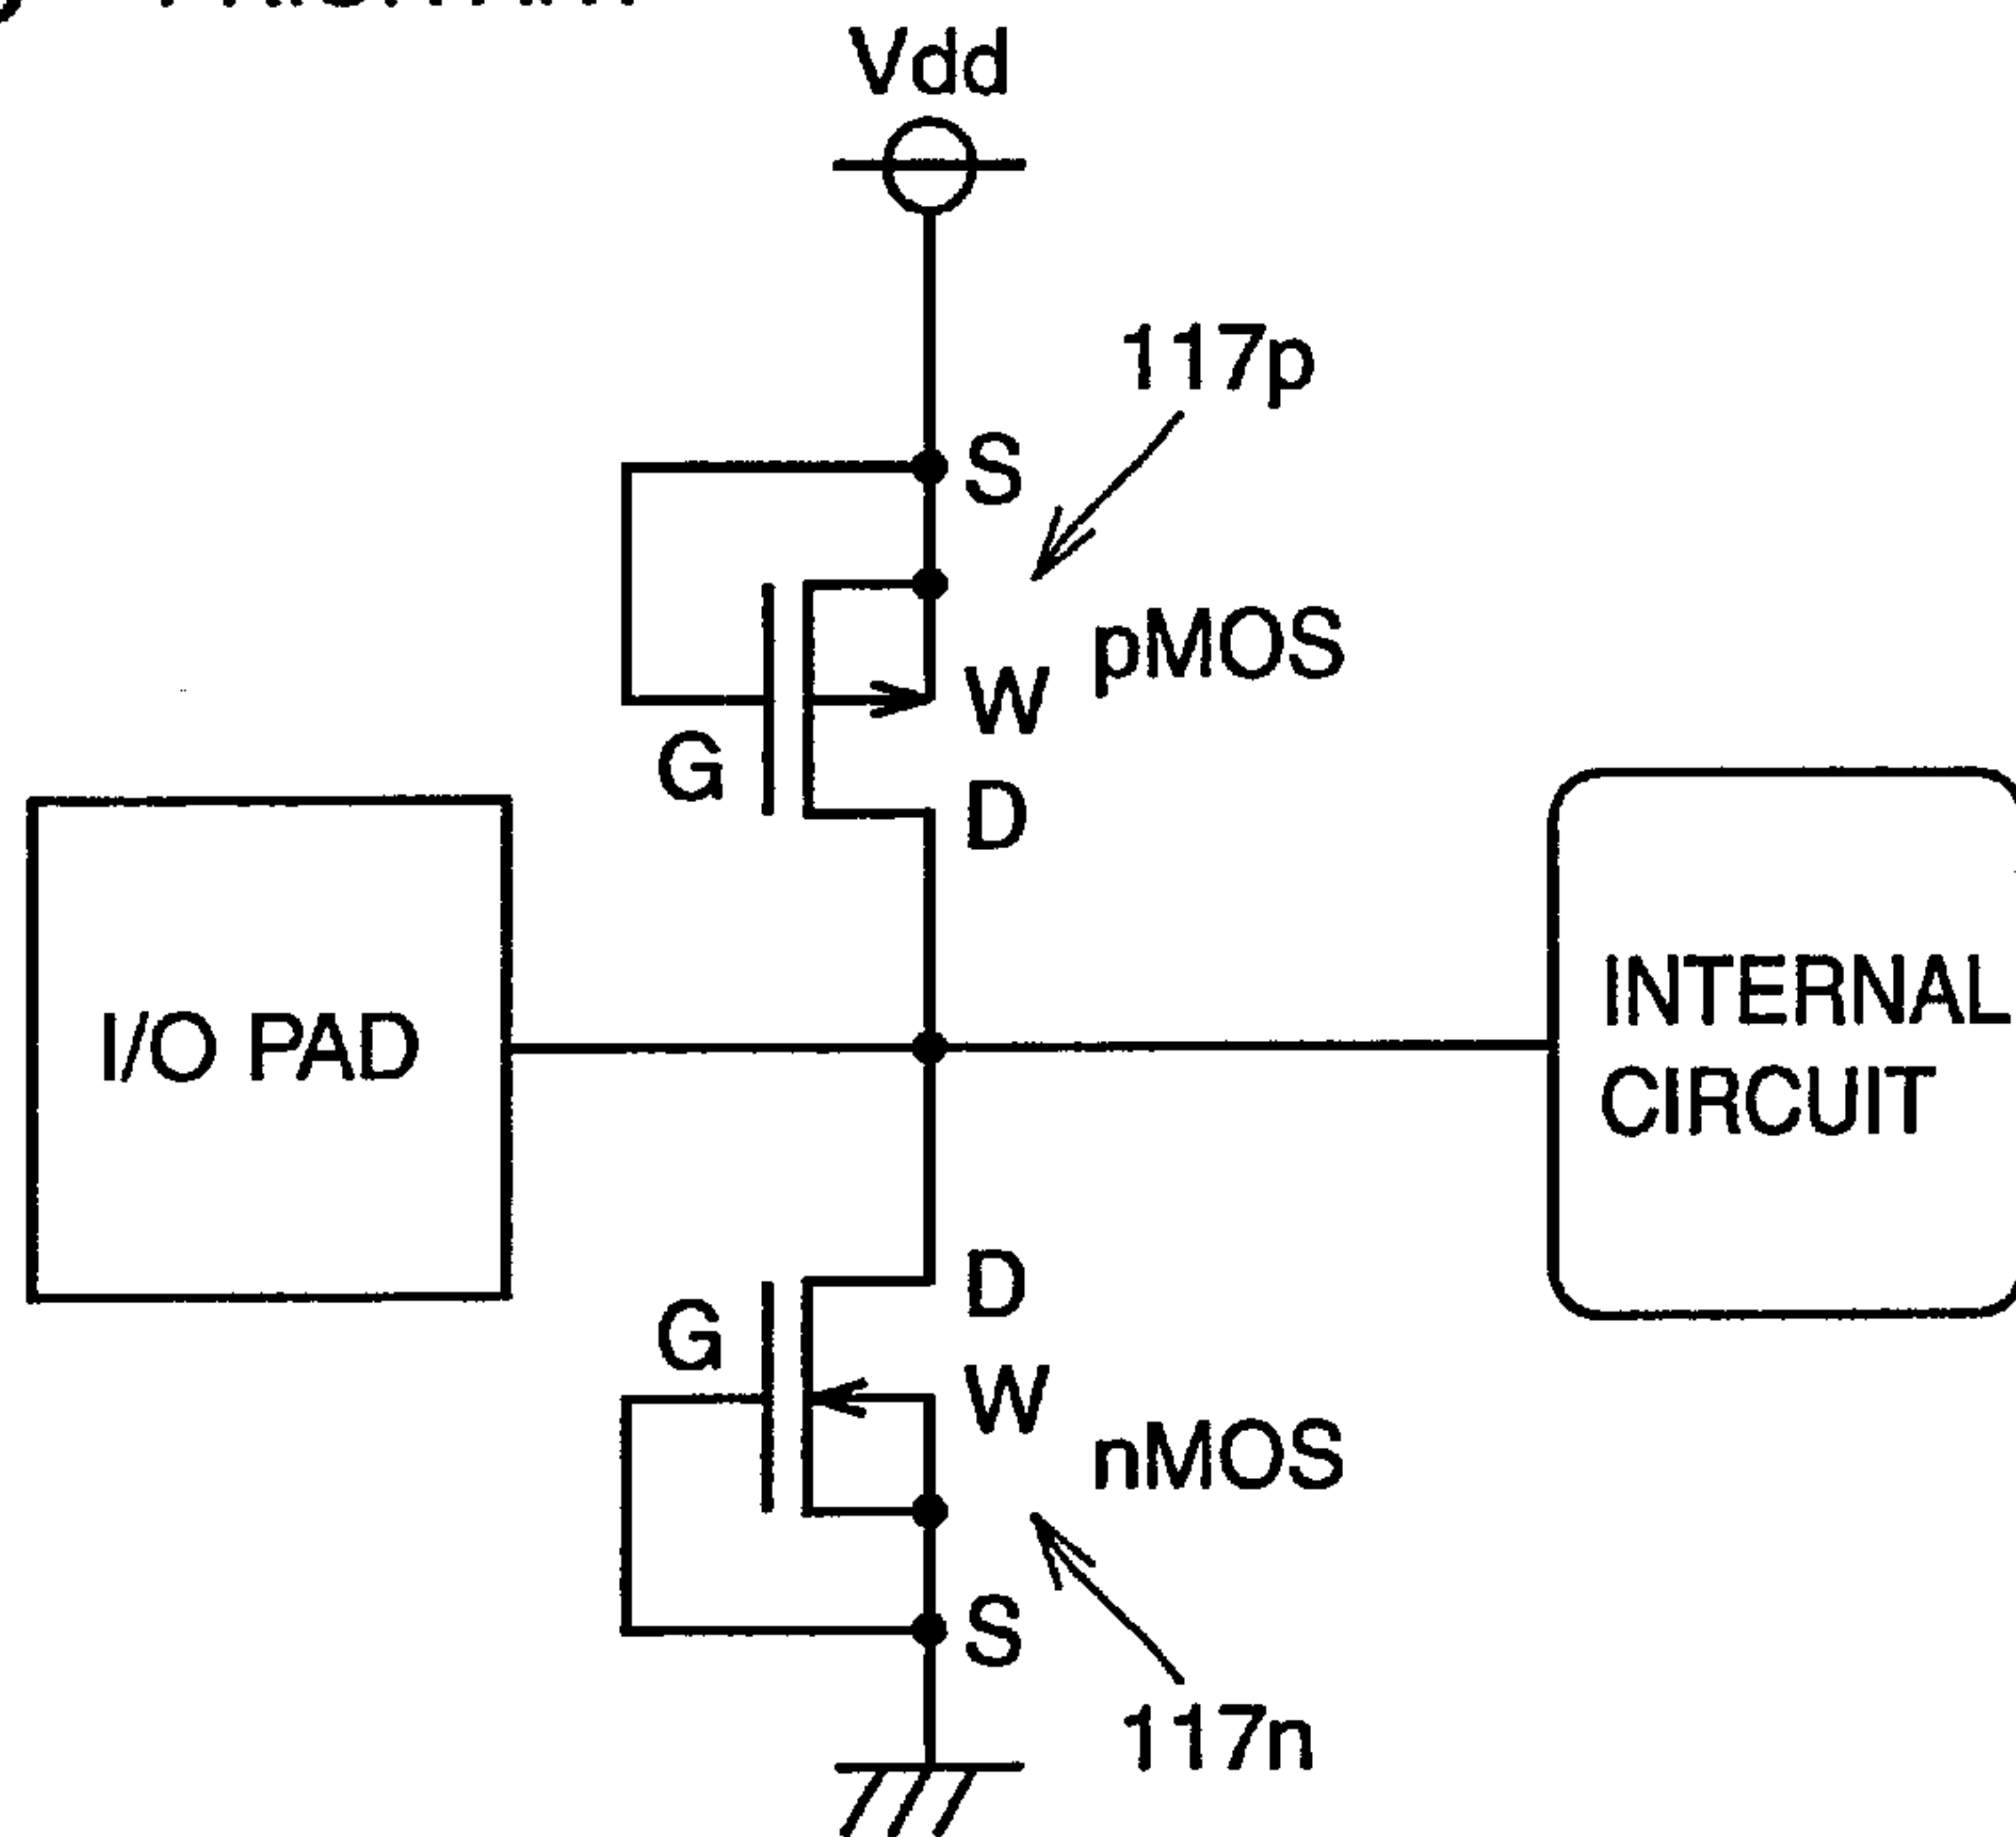 Vdd
117p
S
pMOS
W
G
D
I/O PAD
INTERNAL
CIRCUIT
D
G
W
nMOS
S
117n